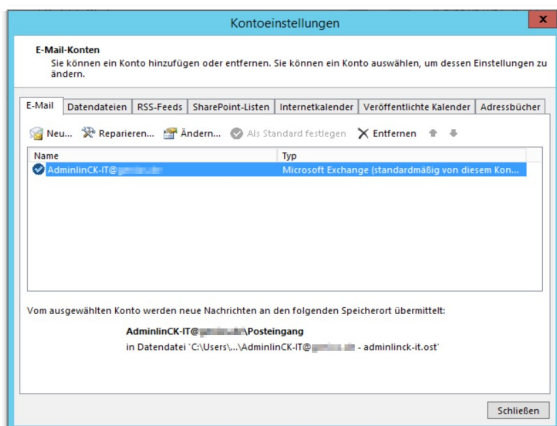 Kontoeinstellungen
x
E-Mail-Konten
Sie können ein Konto hinzufügen oder entfernen. Sie können ein Konto auswählen, um dessen Einstellungen zu
ändern.
E-Mail Datendateien RSS-Feeds SharePoint-Listen Internetkalender Veröffentlichte Kalender Adressbücher
Neu... Reparieren... Ändern... Als Standard festlegen Entfernen
Name Typ
AdminlinCK-IT@ Microsoft Exchange (standardmäßig von diesem Kon...
Vom ausgewählten Konto werden neue Nachrichten an den folgenden Speicherort übermittelt:
AdminlinCK-IT@ \Posteingang
in Datendatei 'C:\Users\...\AdminlinCK-IT@ - adminlinck-it.ost'
Schließen